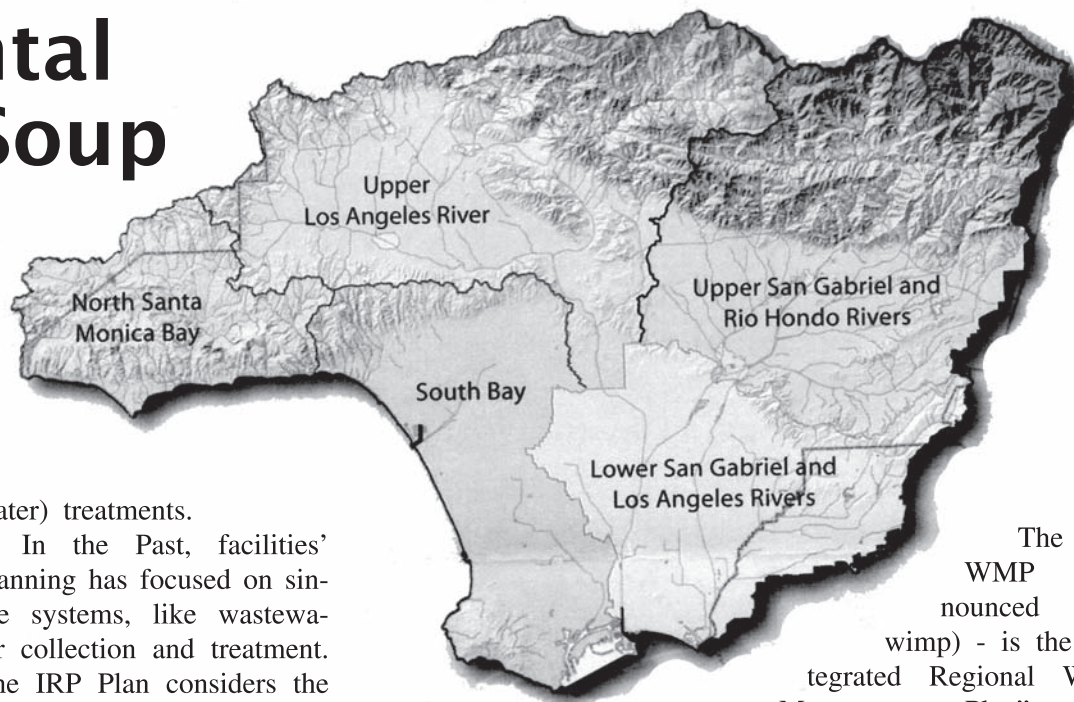 ntal
Soup
Upper
Los Angeles River
North Santa
Monica Bay
Upper San Gabriel and
Rio Hondo Rivers
South Bay
Lower San Gabriel and
Los Angeles Rivers
ater) treatments.
In the Past, facilities’
anning has focused on sin-
e systems, like wastewa-
r collection and treatment.
ne IRP Plan considers the
The
WMP
nounced
wimp) - is the
tegrated Regional W